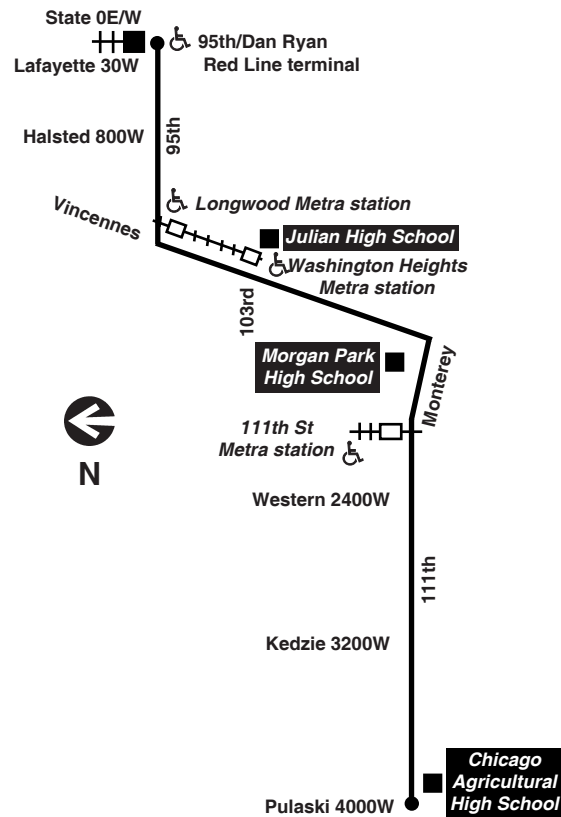 State 0E/W
Lafayette 30W
95th/Dan Ryan
Red Line terminal
Halsted 800W
95th
Vincennes
Longwood Metra station
Julian High School
Washington Heights
Metra station
103rd
Morgan Park
High School
Monterey
111th St
Metra station
N
Western 2400W
111th
Kedzie 3200W
Chicago
Agricultural
High School
Pulaski 4000W